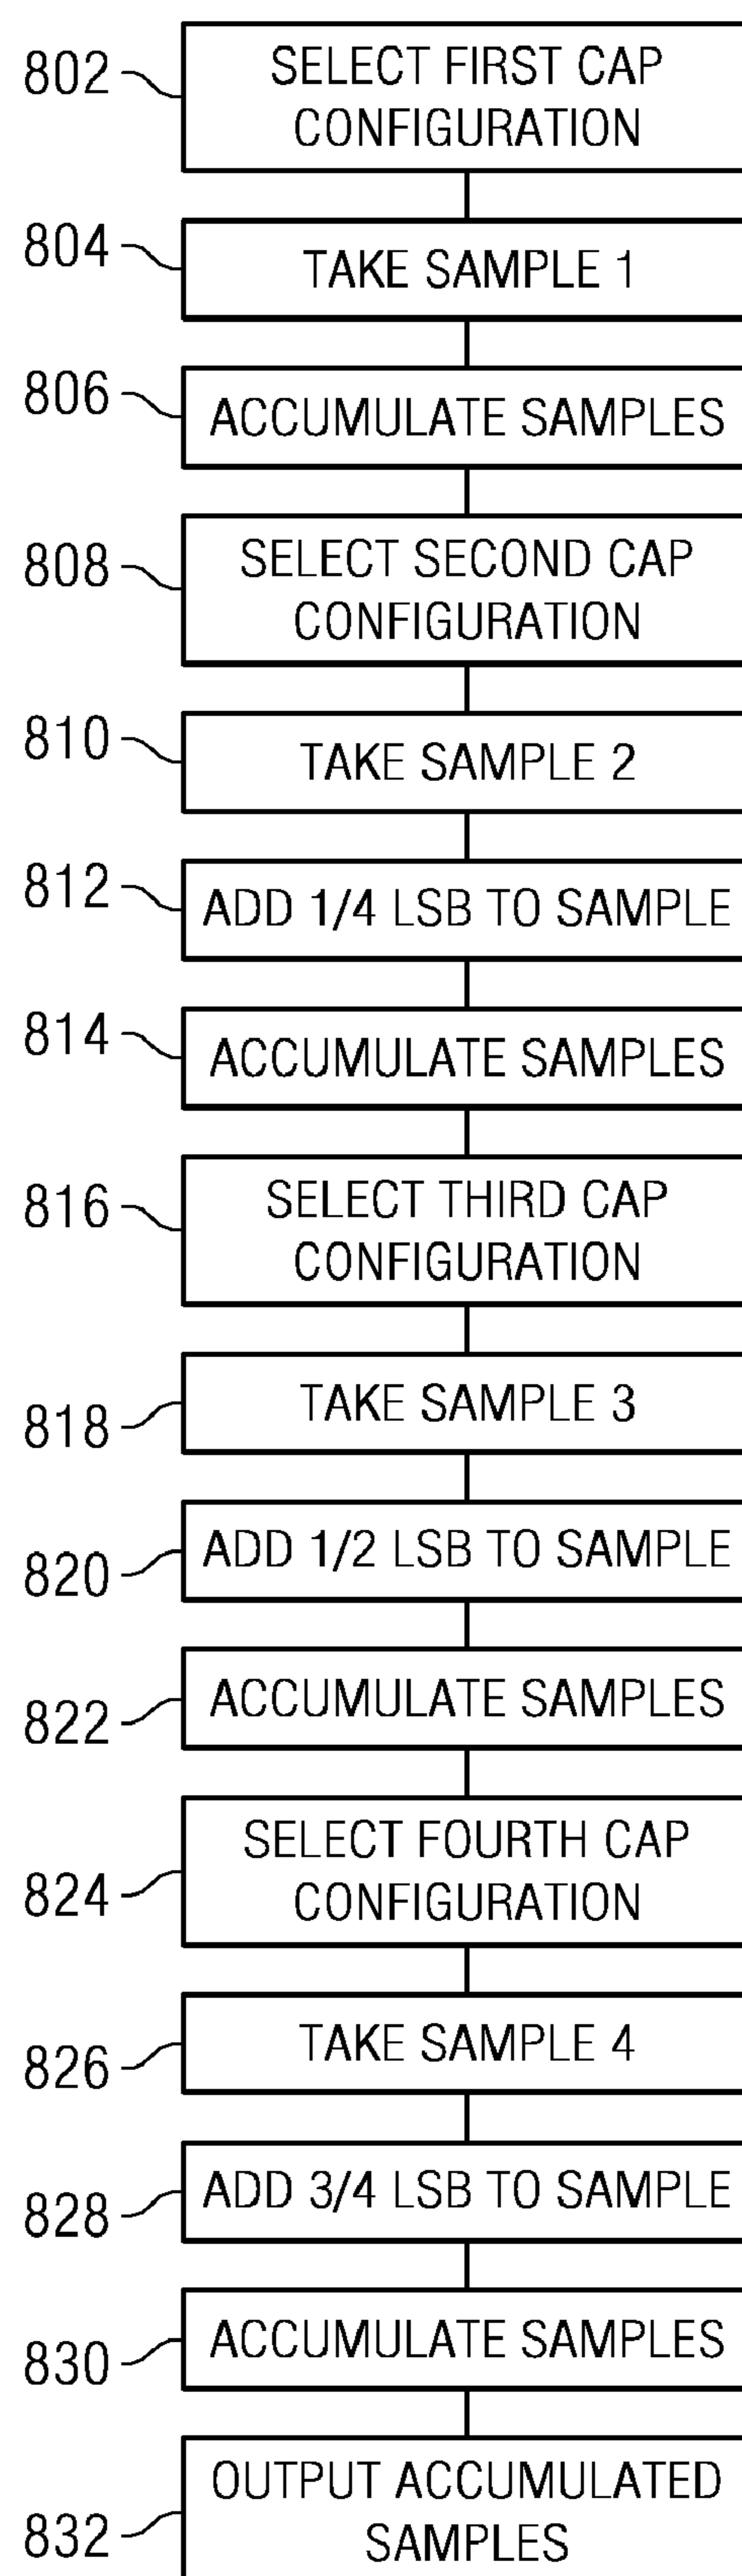 802
SELECT FIRST CAP
CONFIGURATION
804
TAKE SAMPLE 1
806
ACCUMULATE SAMPLES
808
SELECT SECOND CAP
CONFIGURATION
810
TAKE SAMPLE 2
812
ADD 1/4 LSB TO SAMPLE
814
ACCUMULATE SAMPLES
816
SELECT THIRD CAP
CONFIGURATION
818
TAKE SAMPLE 3
820
ADD 1/2 LSB TO SAMPLE
822
ACCUMULATE SAMPLES
824
SELECT FOURTH CAP
CONFIGURATION
826
TAKE SAMPLE 4
828
ADD 3/4 LSB TO SAMPLE
830
ACCUMULATE SAMPLES
832
OUTPUT ACCUMULATED
SAMPLES